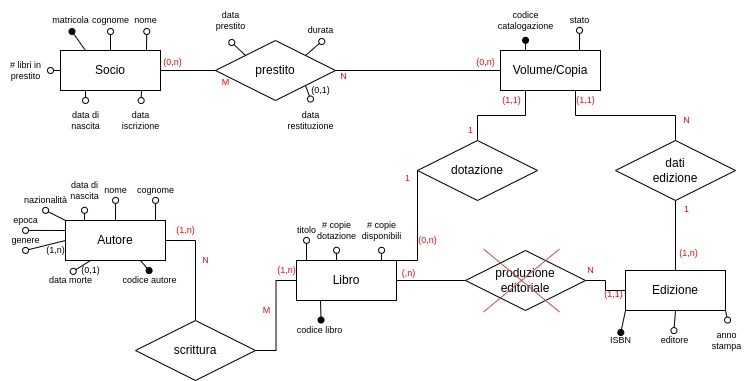 matricola cognome nome
# libri in
prestito
Socio
(0,n)
data di
nascita
data
iscrizione
data
prestito
durata
M
prestito
N
(0,1)
data
restituzione
codice
catalogazione
stato
(0,n)
Volume/Copia
(1,1)
(1,1)
1
N
dotazione
dati
edizione
1
1
(0,n)
(1,n)
nazionalità
data di
nascita
nome
cognome
epoca
genere
(1,n)
Autore
(1,n)
N
(0,1)
data morte
codice autore
titolo
# copie
dotazione
# copie
disponibili
(1,n)
Libro
(,n)
M
codice libro
scrittura
produzione
editoriale
N
(1,1)
Edizione
ISBN
editore
anno
stampa